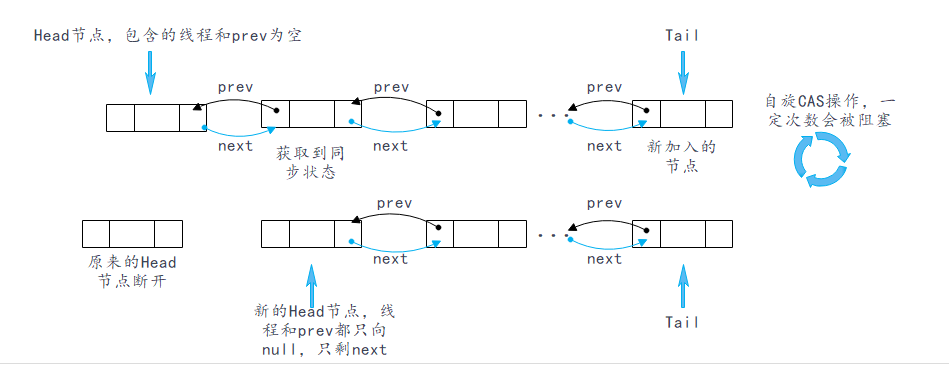 Head节点，包含的线程和prev为空
Tail
prev
prev
prev
自旋CAS操作，一
定次数会被阻塞
...
next
next
next
获取到同
步状态
新加入的
节点
prev
prev
...
next
next
原来的Head
节点断开
新的Head节点，线
程和prev都只向
null，只剩next
Tail